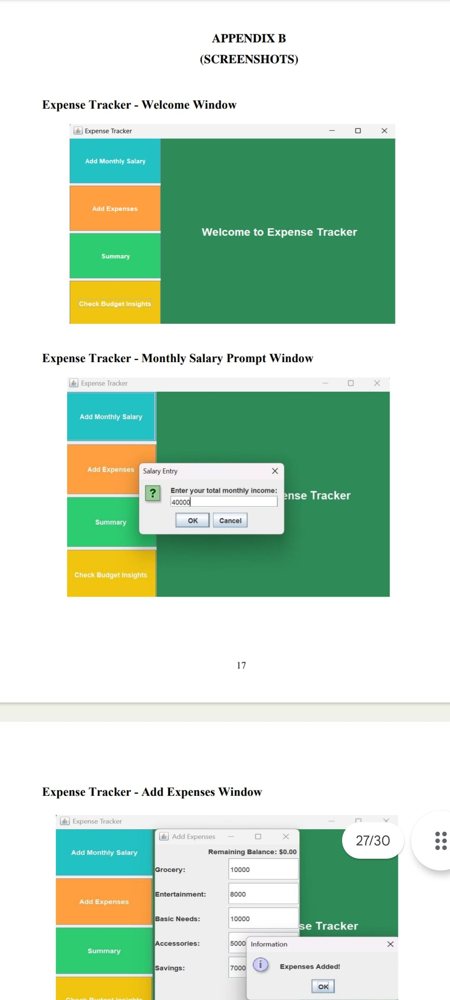 APPENDIX B
(SCREENSHOTS)
Expense Tracker - Welcome Window
Expense Tracker
Add Monthly Salary
Add Expenses
Summary
Check Budget Insights
Welcome to Expense Tracker
Expense Tracker - Monthly Salary Prompt Window
Expense Tracker
Add Monthly Salary
Add Expenses
Summary
Check Budget Insights
Salary Entry
?
Enter your total monthly income:
40000
OK Cancel
ense Tracker
17
Expense Tracker - Add Expenses Window
Expense Tracker
Add Monthly Salary
Add Expenses
Summary
Check Budget Insights
Add Expenses
Remaining Balance: $0.00
Grocery: 10000
Entertainment: 8000
Basic Needs: 10000
Accessories: 5000
Savings: 7000
se Tracker
Information
i
Expenses Added!
OK
27/30